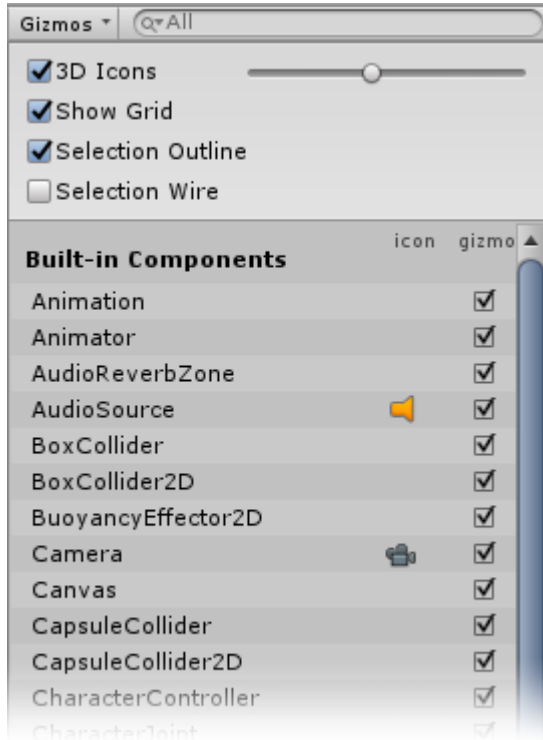 Gizmos All
3D Icons
Show Grid
Selection Outline
Selection Wire
icon gizmo
Built-in Components
Animation
Animator
AudioReverbZone
AudioSource
BoxCollider
BoxCollider2D
BuoyancyEffector2D
Camera
Canvas
CapsuleCollider
CapsuleCollider2D
CharacterController
CharacterJoint